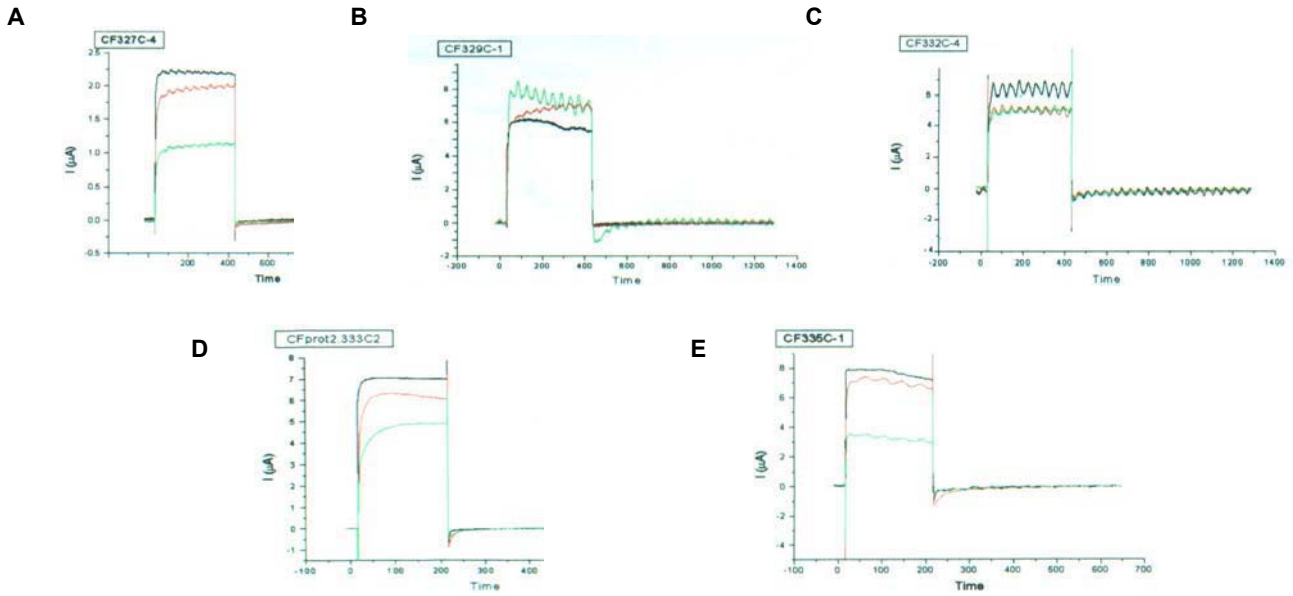 A
CF327C-4
2.5
2.0
1.5
1.0
0.5
0.0
-0.5
I (µA)
200 400 600
Time
B
CF329C-1
8
6
4
2
0
-2
I (µA)
-200 0 200 400 600 800 1000 1200 1400
Time
C
CF332C-4
6
4
2
0
-2
-4
I (µA)
-200 0 200 400 600 800 1000 1200 1400
Time
D
CFprot2.333C2
8
7
6
5
4
3
2
1
0
-1
I (µA)
-100 0 100 200 300 400
Time
E
CF335C-1
8
6
4
2
0
-2
-4
I (µA)
-100 0 100 200 300 400 500 600 700
Time